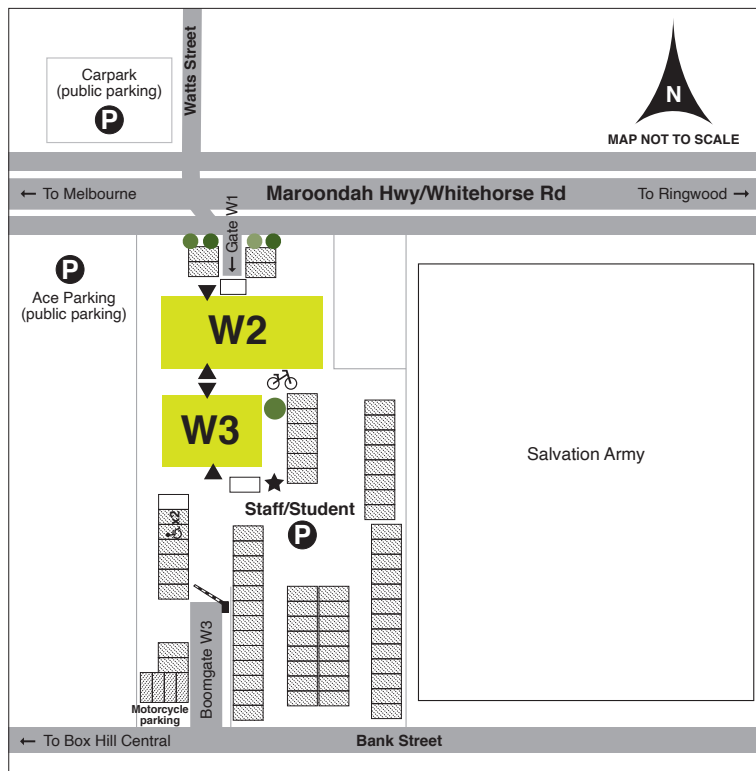 Watts Street
Carpark
(public parking)
P
N
MAP NOT TO SCALE
← To Melbourne
Maroondah Hwy/Whitehorse Rd
To Ringwood →
← Gate W1
P
Ace Parking
(public parking)
W2
W3
Salvation Army
Staff/Student
P
x2
Boomgate W3
Motorcycle
parking
← To Box Hill Central
Bank Street